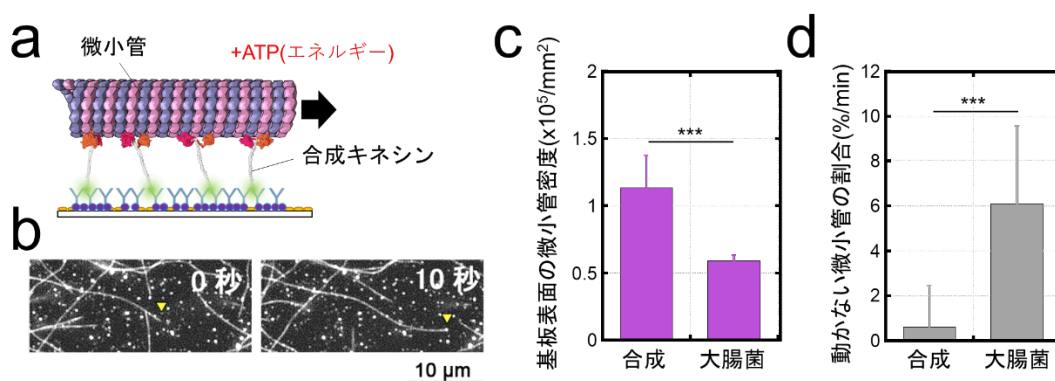 a
微小管
+ATP(エネルギー)
合成キネシン
b
0 秒
10 秒
10 μm
c
基板表面の微小管密度(x10⁵/mm²)
2
1.5
1
0.5
0
***
合成
大腸菌
d
動かない微小管の割合(%/min)
12
10
8
6
4
2
0
***
合成
大腸菌